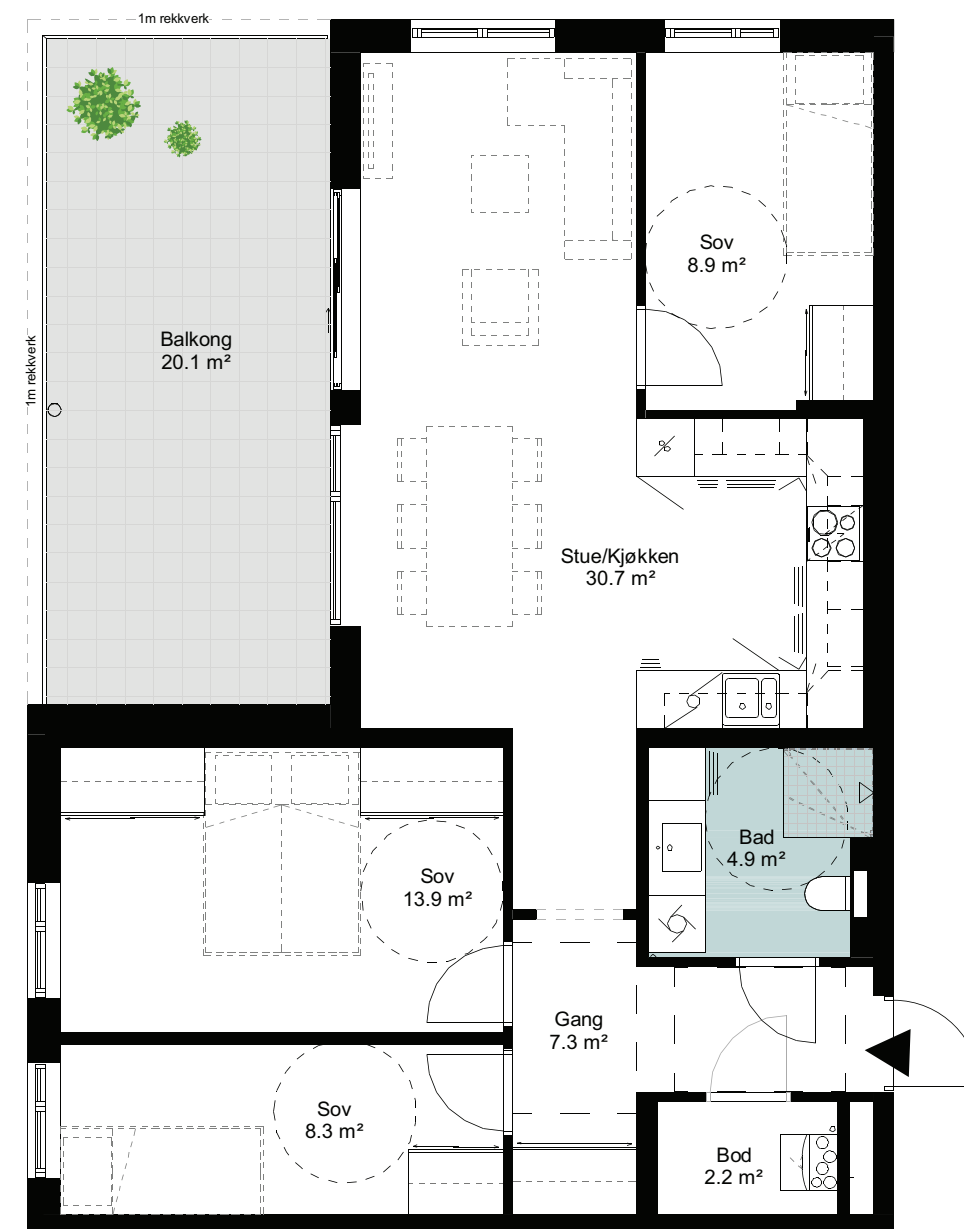 1m rekkverk
Sov
8.9 m²
Balkong
20.1 m²
1m rekkverk
Stue/Kjøkken
30.7 m²
Bad
4.9 m²
Sov
13.9 m²
Gang
7.3 m²
Sov
8.3 m²
Bod
2.2 m²